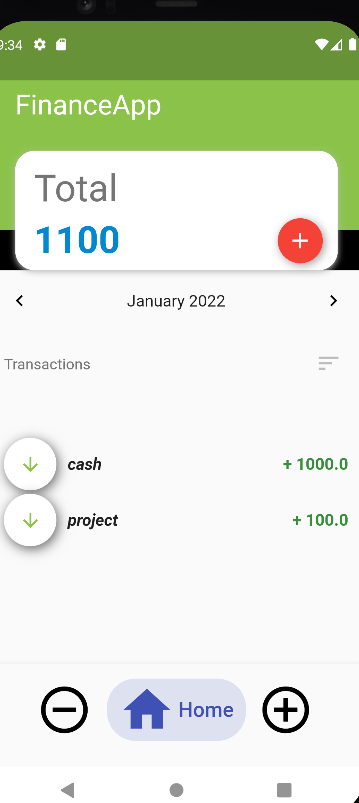 9:34
FinanceApp
Total
1100
January 2022
Transactions
cash + 1000.0
project + 100.0
Home